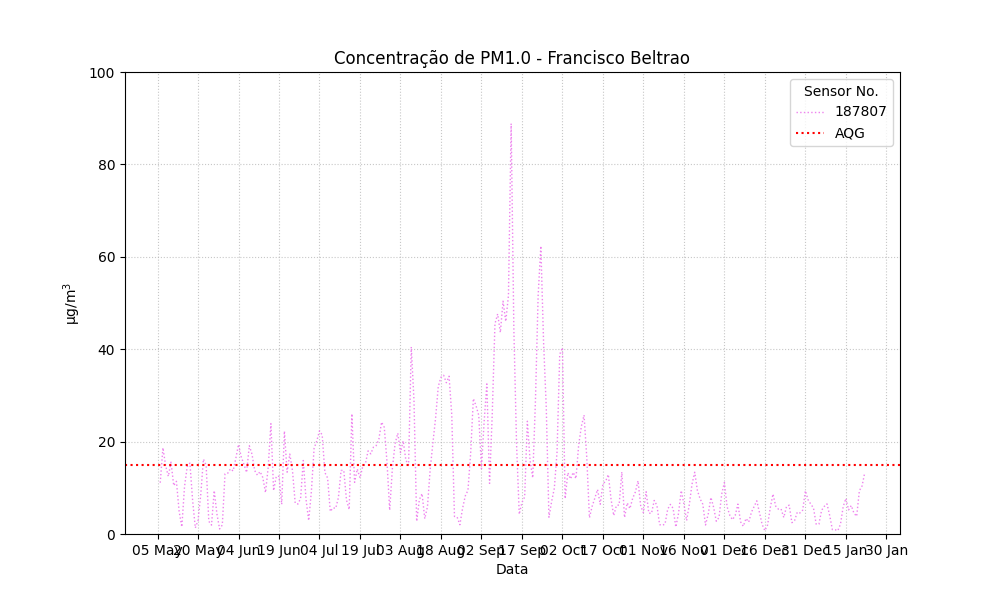 Concentração de PM1.0 - Francisco Beltrao
Sensor No.
187807
AQG
100
80
60
40
20
0
µg/m³
05 May 20 May 04 Jun 19 Jun 04 Jul 19 Jul 03 Aug 18 Aug 02 Sep 17 Sep 02 Oct 17 Oct 01 Nov 16 Nov 01 Dec 16 Dec 31 Dec 15 Jan 30 Jan
Data